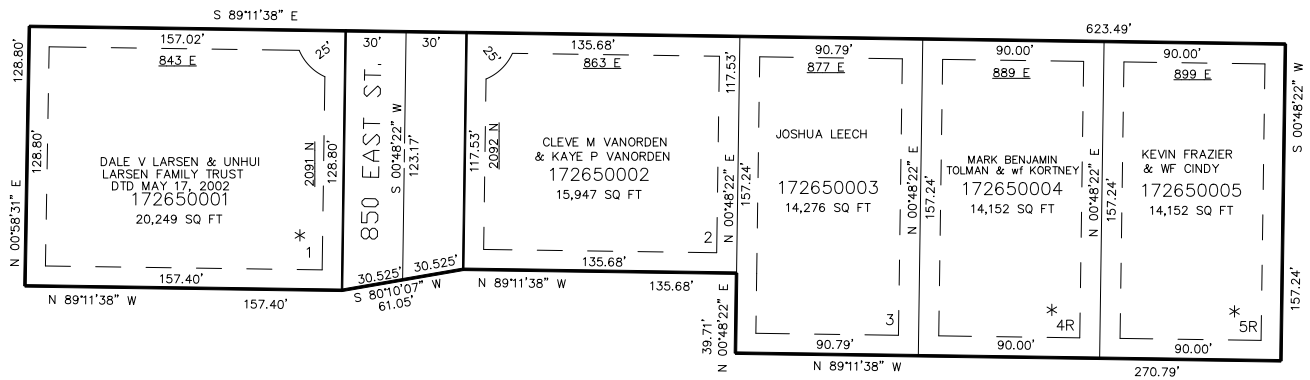 S 89°11'38" E
623.49'
128.80'
N 00°58'31" E
157.02'
843 E
25'
128.80'
2091 N
128.80'
DALE V LARSEN & UNHUI
LARSEN FAMILY TRUST
DTD MAY 17, 2002
172650001
20,249 SQ FT
* 1
157.40'
N 89°11'38" W
157.40'
30'
30'
850 EAST ST.
S 00°48'22" W
123.17'
30.525'
30.525'
S 80°10'07" W
61.05'
25'
135.68'
863 E
117.53'
2092 N
117.53'
CLEVE M VANORDEN
& KAYE P VANORDEN
172650002
15,947 SQ FT
2
N 00°48'22" E
135.68'
N 89°11'38" W
135.68'
39.71'
N 00°48'22" E
90.79'
877 E
157.24'
JOSHUA LEECH
172650003
14,276 SQ FT
N 00°48'22" E
3
90.79'
N 89°11'38" W
90.00'
889 E
157.24'
MARK BENJAMIN
TOLMAN & wf KORTNEY
172650004
14,152 SQ FT
N 00°48'22" E
* 4R
90.00'
90.00'
899 E
157.24'
KEVIN FRAZIER
& WF CINDY
172650005
14,152 SQ FT
* 5R
90.00'
270.79'
S 00°48'22" W
157.24'